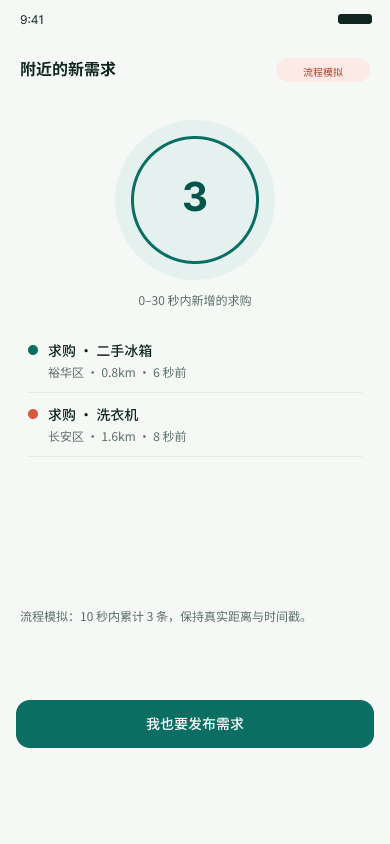 9:41
附近的新需求
流程模拟
3
0–30 秒内新增的求购
求购 · 二手冰箱
裕华区 · 0.8km · 6 秒前
求购 · 洗衣机
长安区 · 1.6km · 8 秒前
流程模拟：10 秒内累计 3 条，保持真实距离与时间戳。
我也要发布需求